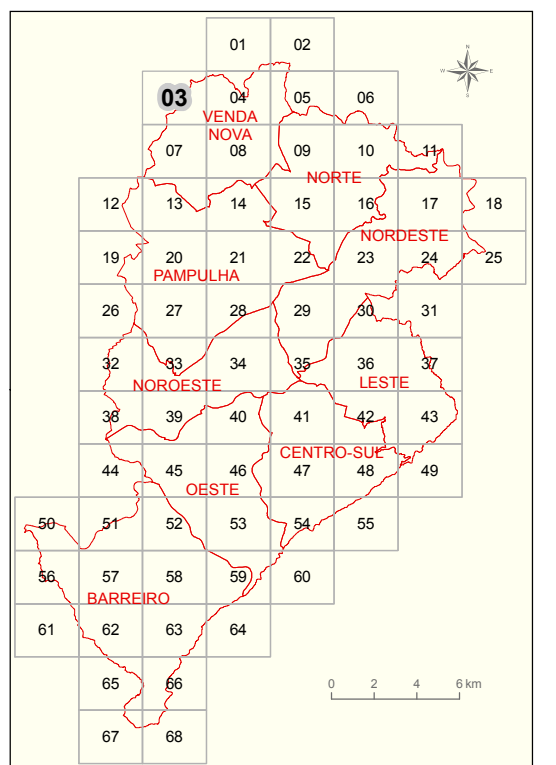 01 02
N
W E
S
03 04 05 06
VENDA
NOVA
07 08 09 10 11
NORTE
12 13 14 15 16 17 18
NORDESTE
19 20 21 22 23 24 25
PAMPULHA
26 27 28 29 30 31
32 33 34 35 36 37
NOROESTE LESTE
38 39 40 41 42 43
CENTRO-SUL
44 45 46 47 48 49
OESTE
50 51 52 53 54 55
56 57 58 59 60
BARREIRO
61 62 63 64
65 66
0 2 4 6 km
67 68